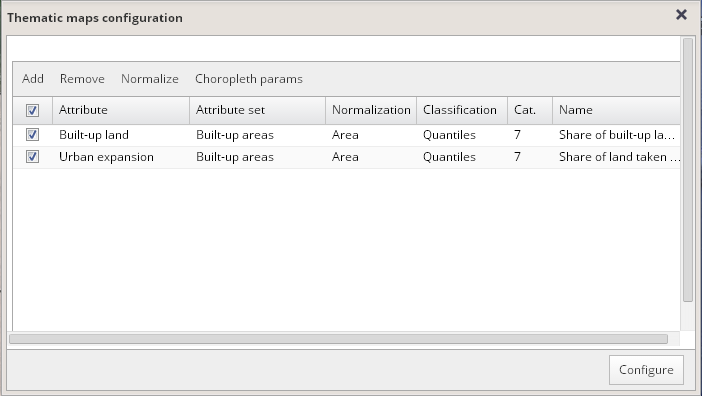 Thematic maps configuration
Add Remove Normalize Choropleth params
Attribute Attribute set Normalization Classification Cat. Name
Built-up land Built-up areas Area Quantiles 7 Share of built-up la...
Urban expansion Built-up areas Area Quantiles 7 Share of land taken ...
Configure